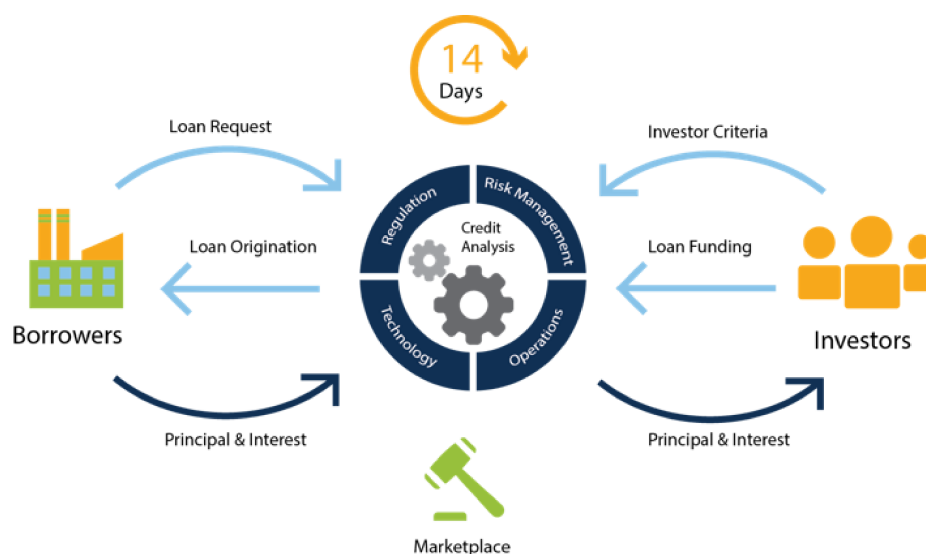 14
Days
Loan Request
Investor Criteria
Regulation
Risk Management
Credit
Analysis
Loan Origination
Loan Funding
Borrowers
Technology
Operations
Investors
Principal & Interest
Principal & Interest
Marketplace